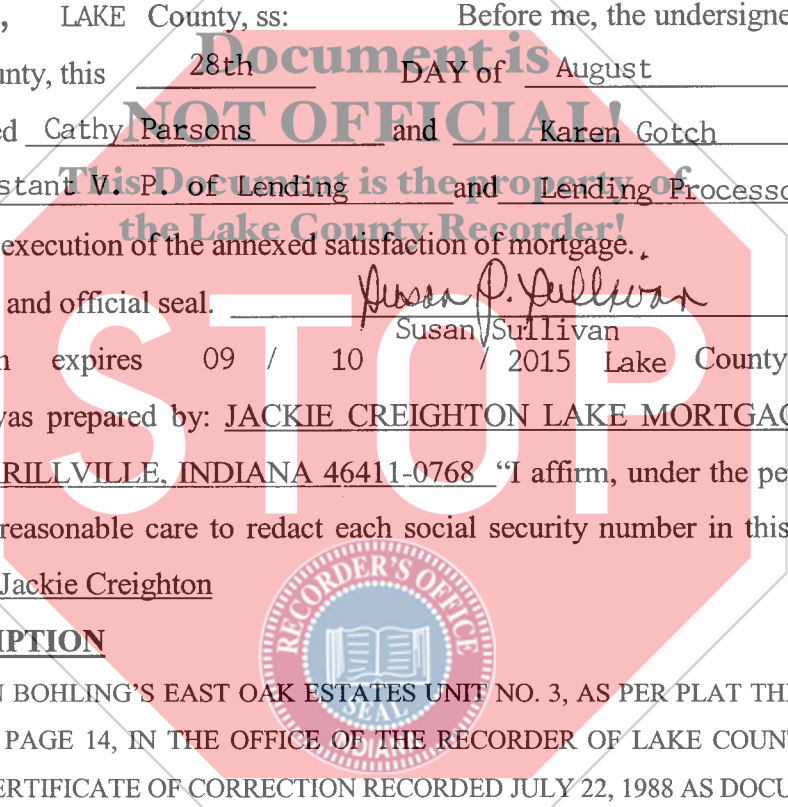 , LAKE County, ss: Before me, the undersigne
unty, this 28th DAY of August
Document is
ed Cathy Parsons and Karen Gotch
NOT OFFICIAL!
stant V. P. of Lending and Lending Processo
This Document is the property of
the Lake County Recorder!
execution of the annexed satisfaction of mortgage.
and official seal. Susan P. Sullivan
Susan Sullivan
n expires 09 / 10 / 2015 Lake County
STOP
was prepared by: JACKIE CREIGHTON LAKE MORTGAG
RILLVILLE, INDIANA 46411-0768 “I affirm, under the pe
reasonable care to redact each social security number in this
Jackie Creighton
RECORDER'S OFFICE
SEAL
INDIANA
IPTION
N BOHLING'S EAST OAK ESTATES UNIT NO. 3, AS PER PLAT THE
PAGE 14, IN THE OFFICE OF THE RECORDER OF LAKE COUN
ERTIFICATE OF CORRECTION RECORDED JULY 22, 1988 AS DOCU